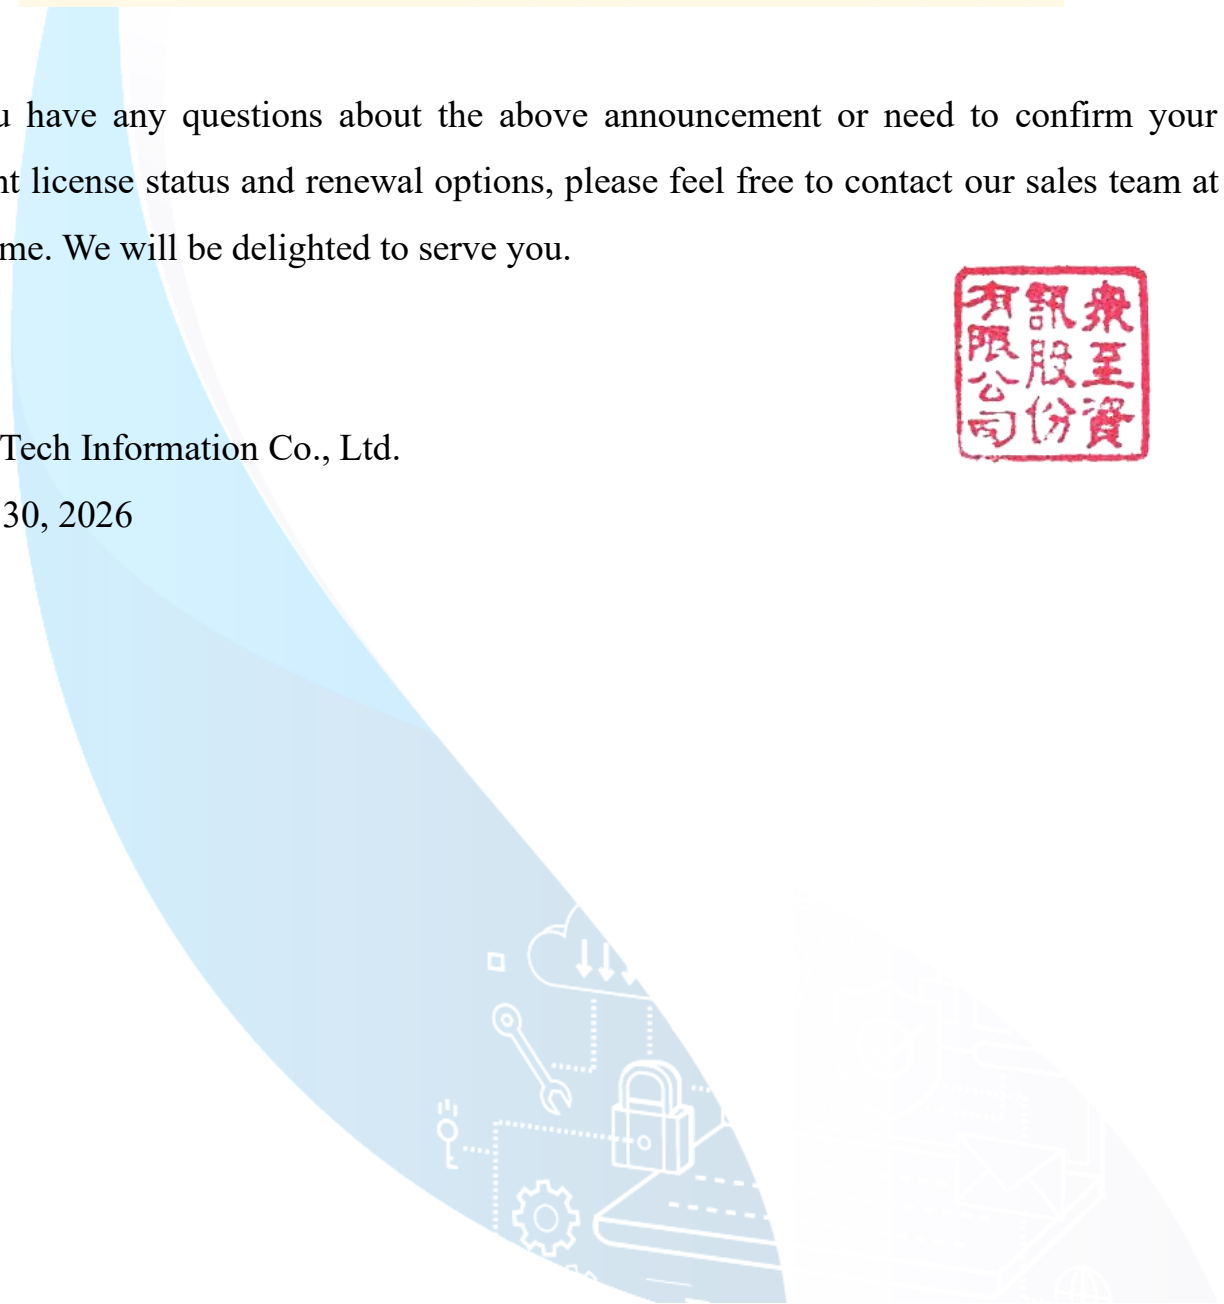 u have any questions about the above announcement or need to confirm your
nt license status and renewal options, please feel free to contact our sales team at
me. We will be delighted to serve you.
衆至資
訊股份
有限公司
Tech Information Co., Ltd.
30, 2026